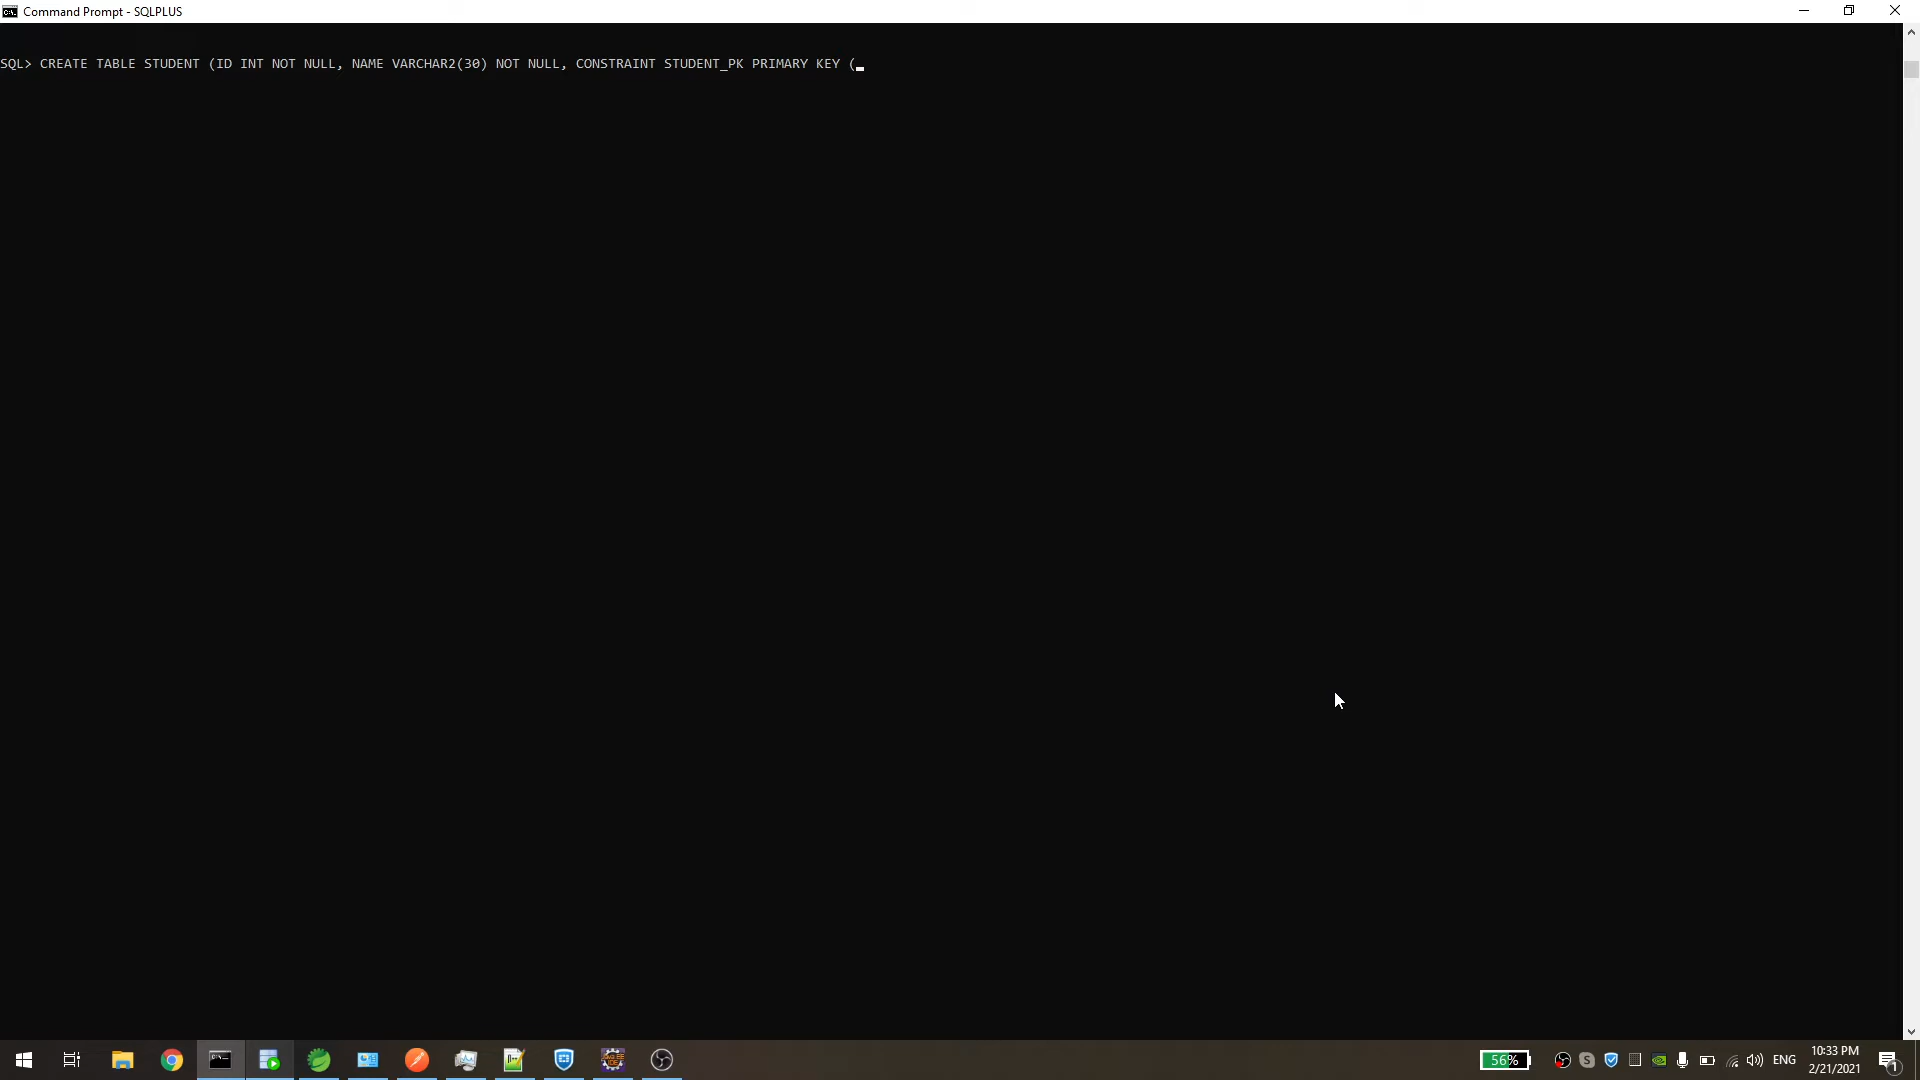 Command Prompt - SQLPLUS
SQL> CREATE TABLE STUDENT (ID INT NOT NULL, NAME VARCHAR2(30) NOT NULL, CONSTRAINT STUDENT_PK PRIMARY KEY (
56%
ENG
10:33 PM
2/21/2021
1